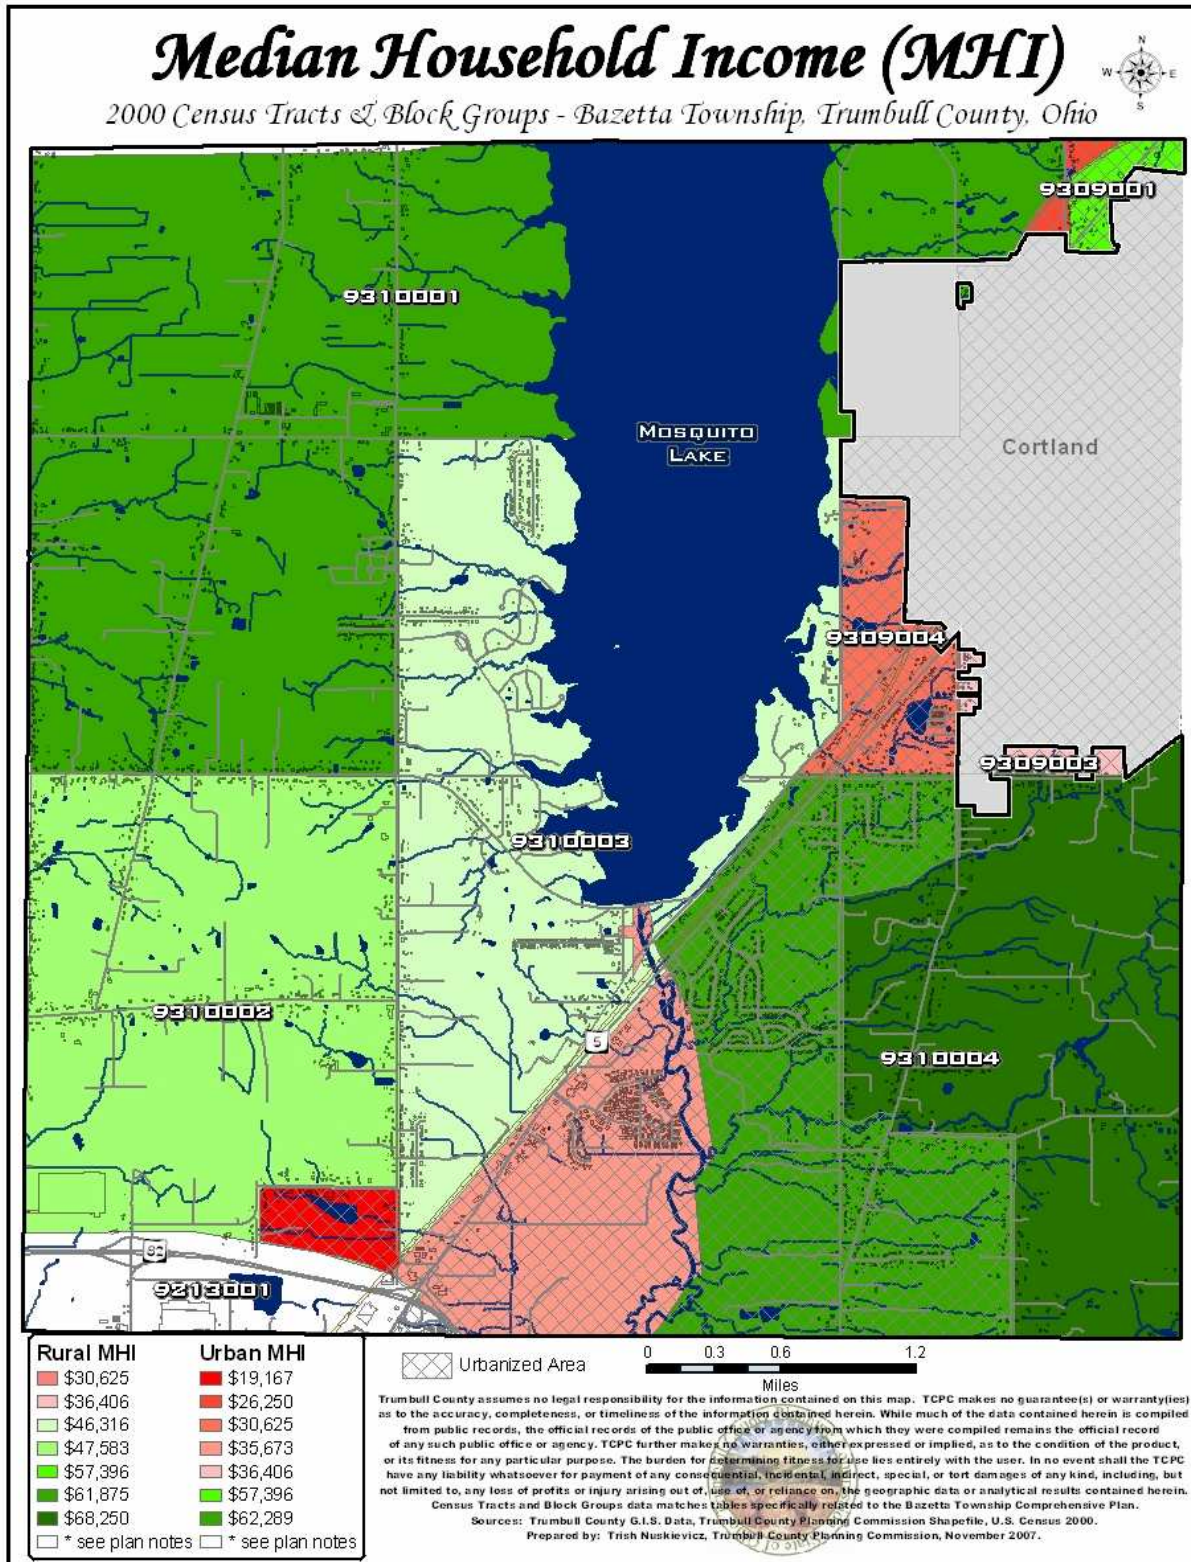 Median Household Income (MHI)
N
W E
S
2000 Census Tracts & Block Groups - Bazetta Township, Trumbull County, Ohio
9309001
9310001
MOSQUITO
LAKE
Cortland
9309004
9309003
9310003
9310002
5
9310004
82
9213001
Rural MHI Urban MHI
$30,625 $19,167
$36,406 $26,250
$46,316 $30,625
$47,583 $35,673
$57,396 $36,406
$61,875 $57,396
$68,250 $62,289
* see plan notes * see plan notes
Urbanized Area
0 0.3 0.6 1.2
Miles
Trumbull County assumes no legal responsibility for the information contained on this map. TCPC makes no guarantee(s) or warranty(ies)
as to the accuracy, completeness, or timeliness of the information contained herein. While much of the data contained herein is compiled
from public records, the official records of the public office or agency from which they were compiled remains the official record
of any such public office or agency. TCPC further makes no warranties, either expressed or implied, as to the condition of the product,
or its fitness for any particular purpose. The burden for determining fitness for use lies entirely with the user. In no event shall the TCPC
have any liability whatsoever for payment of any consequential, incidental, indirect, special, or tort damages of any kind, including, but
not limited to, any loss of profits or injury arising out of, use of, or reliance on, the geographic data or analytical results contained herein.
Census Tracts and Block Groups data matches tables specifically related to the Bazetta Township Comprehensive Plan.
Sources: Trumbull County G.I.S. Data, Trumbull County Planning Commission Shapefile, U.S. Census 2000.
Prepared by: Trish Nuskievicz, Trumbull County Planning Commission, November 2007.